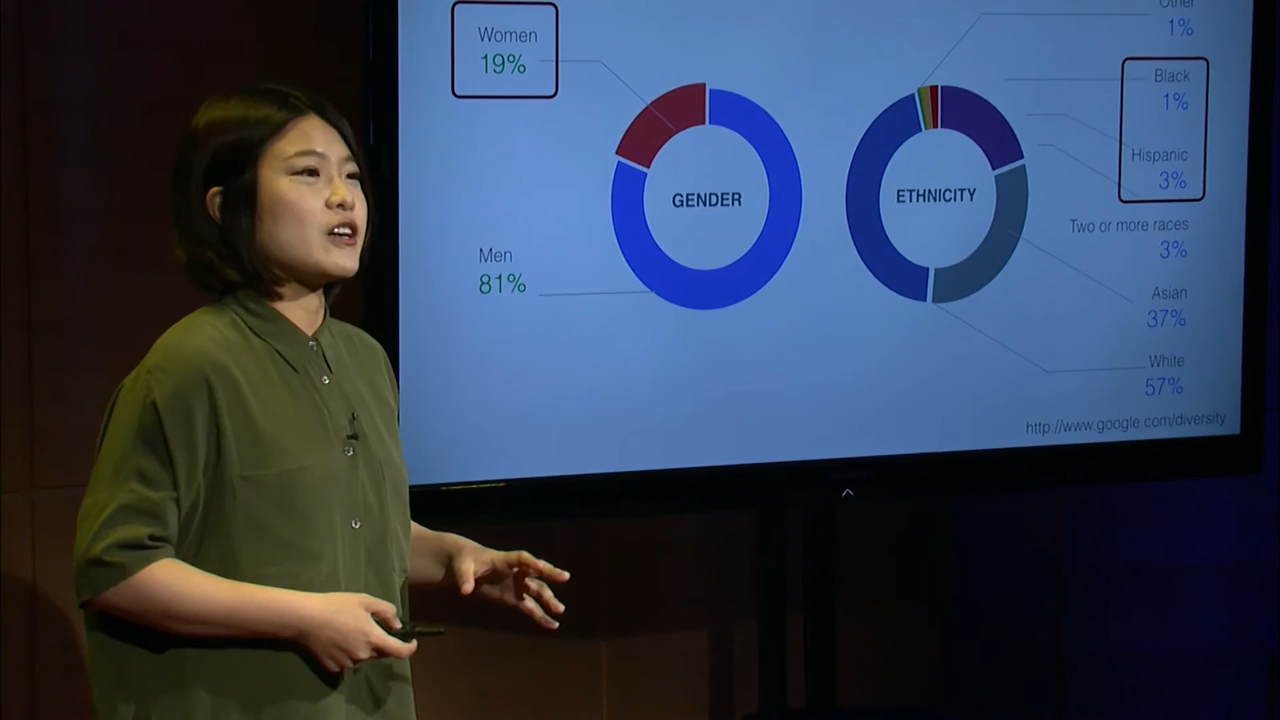 Women
19%
Men
81%
GENDER
ETHNICITY
Other
1%
Black
1%
Hispanic
3%
Two or more races
3%
Asian
37%
White
57%
http://www.google.com/diversity